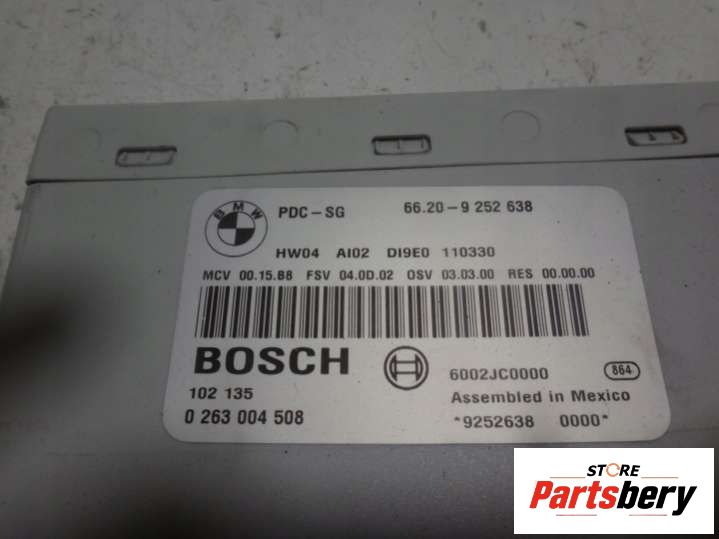 BMW
PDC-SG 66.20-9 252 638
HW04 AI02 DI9E0 110330
MCV 00.15.B8 FSV 04.0D.02 OSV 03.03.00 RES 00.00.00
BOSCH
6002JC0000 864
102 135 Assembled in Mexico
0 263 004 508 *9252638 0000*
STORE
Partsbery